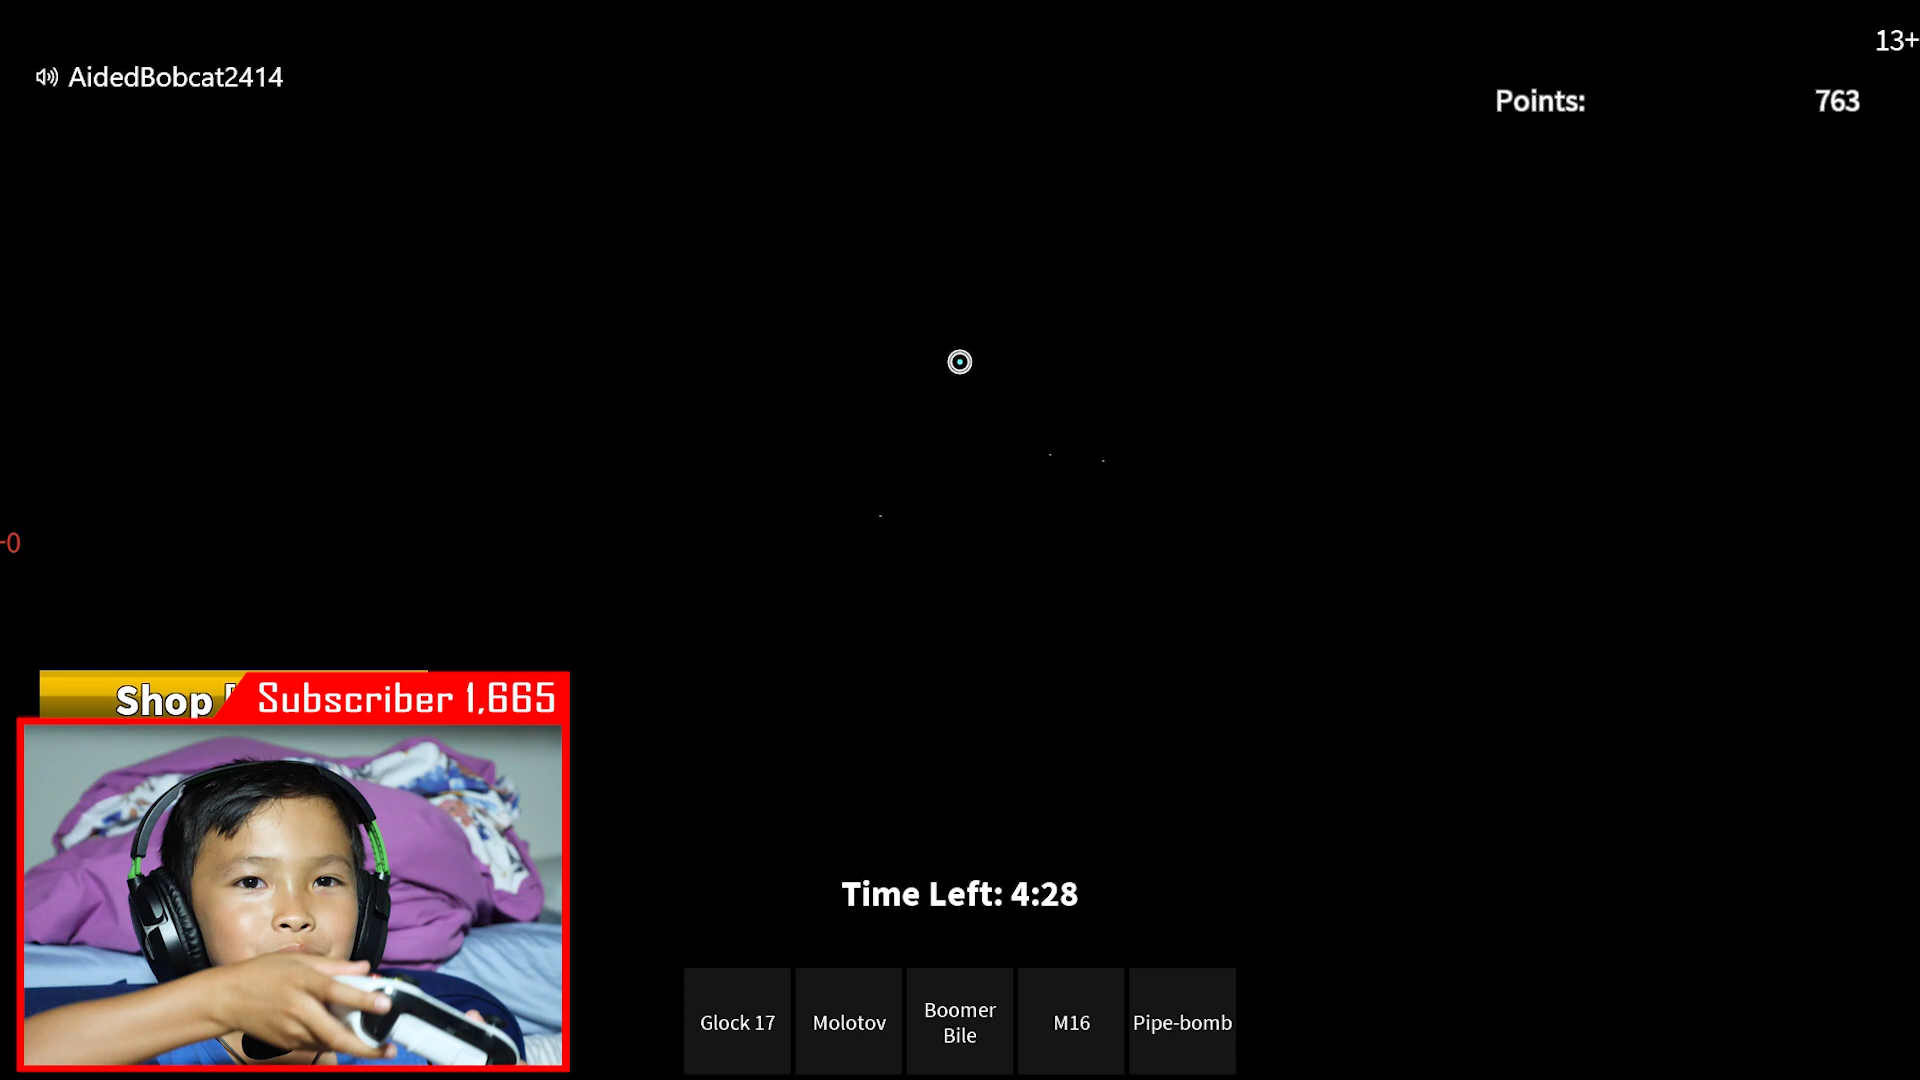 13+
AidedBobcat2414
Points: 763
-0
Shop
Subscriber 1,665
Time Left: 4:28
Glock 17
Molotov
Boomer
Bile
M16
Pipe-bomb